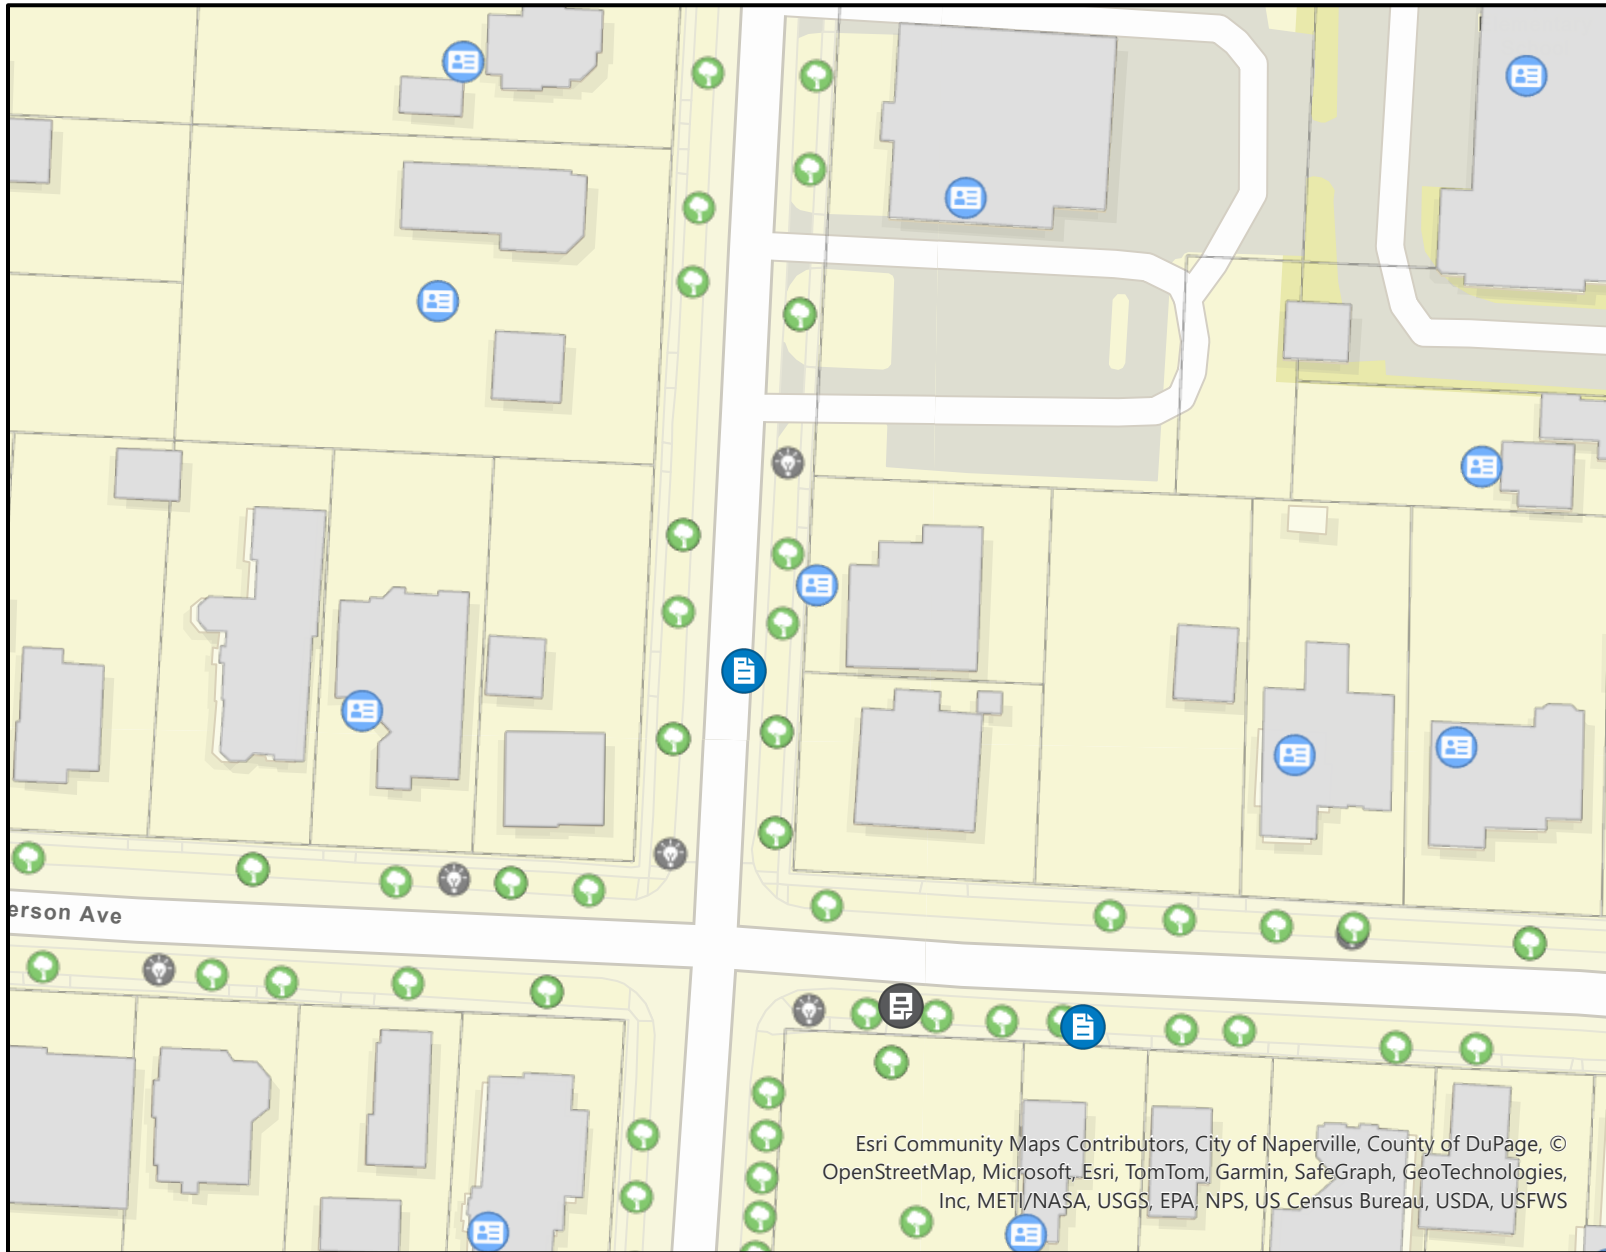 erson Ave
Esri Community Maps Contributors, City of Naperville, County of DuPage, ©
OpenStreetMap, Microsoft, Esri, TomTom, Garmin, SafeGraph, GeoTechnologies,
Inc, METI/NASA, USGS, EPA, NPS, US Census Bureau, USDA, USFWS